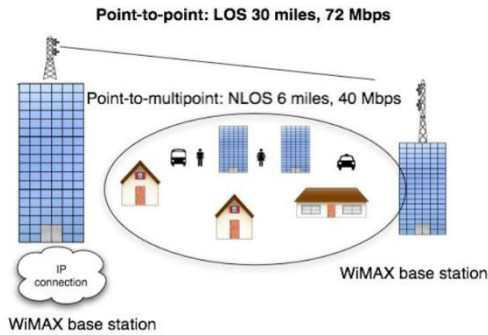 Point-to-point: LOS 30 miles, 72 Mbps
Point-to-multipoint: NLOS 6 miles, 40 Mbps
IP
connection
WiMAX base station
WiMAX base station